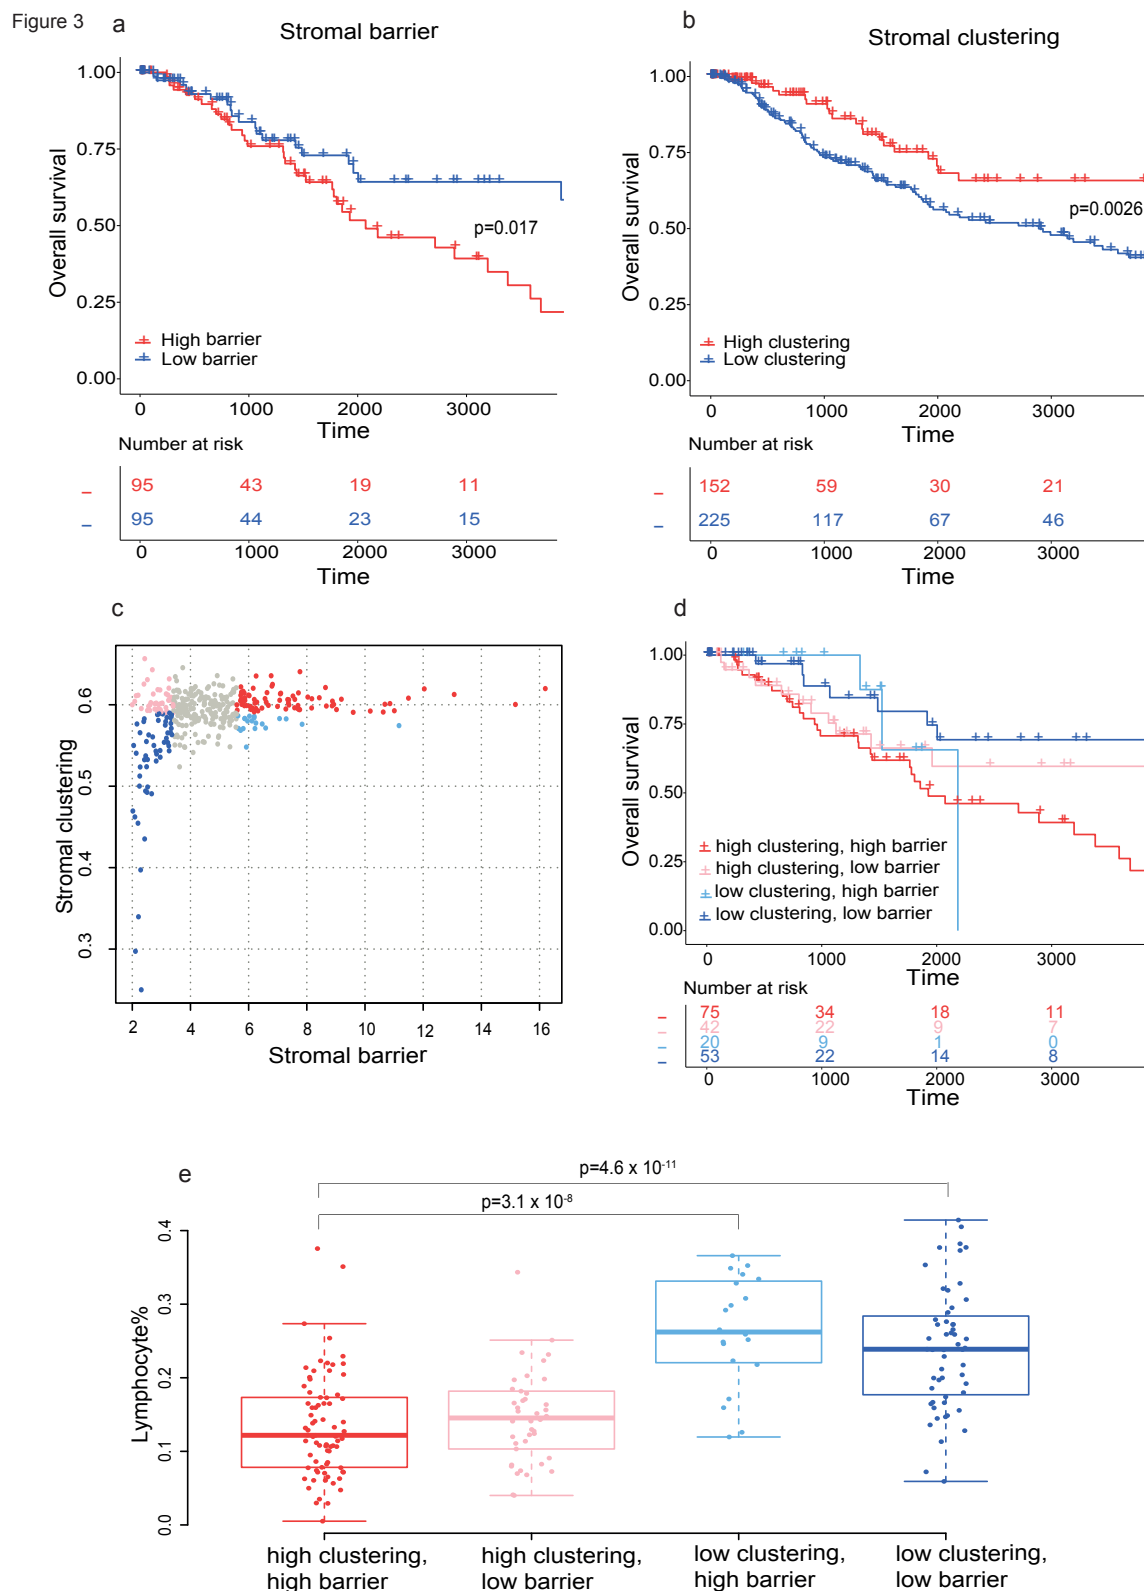 Figure 3
a
Stromal barrier
1.00
0.75
0.50
0.25
0.00
Overall survival
p=0.017
High barrier
Low barrier
0 1000 2000 3000
Time
Number at risk
95 43 19 11
95 44 23 15
0 1000 2000 3000
Time
b
Stromal clustering
1.00
0.75
0.50
0.25
0.00
Overall survival
p=0.0026
High clustering
Low clustering
0 1000 2000 3000
Time
Number at risk
152 59 30 21
225 117 67 46
0 1000 2000 3000
Time
c
0.6
0.5
0.4
0.3
Stromal clustering
2 4 6 8 10 12 14 16
Stromal barrier
d
1.00
0.75
0.50
0.25
0.00
Overall survival
high clustering, high barrier
high clustering, low barrier
low clustering, high barrier
low clustering, low barrier
0 1000 2000 3000
Time
Number at risk
75 34 18 11
42 22 9 7
20 9 1 0
53 22 14 8
0 1000 2000 3000
Time
e
p=4.6 x 10⁻¹¹
p=3.1 x 10⁻⁸
0.4
0.3
0.2
0.1
0.0
Lymphocyte%
high clustering,
high barrier
high clustering,
low barrier
low clustering,
high barrier
low clustering,
low barrier